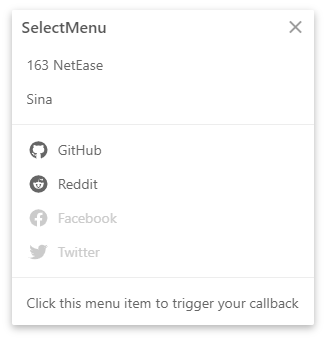 SelectMenu
163 NetEase
Sina
GitHub
Reddit
Facebook
Twitter
Click this menu item to trigger your callback